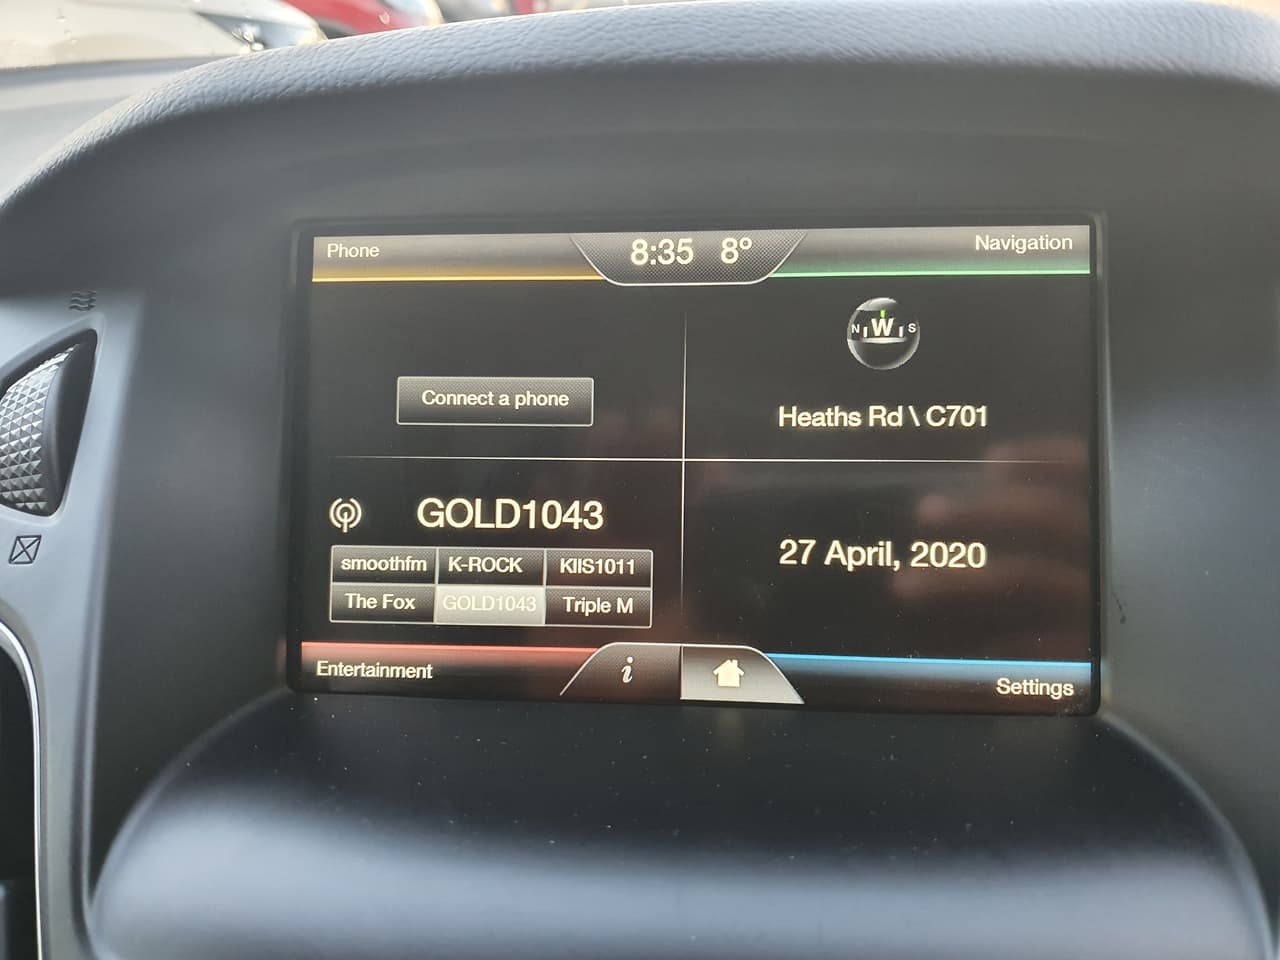 Phone
8:35 8°
Navigation
N W S
Connect a phone
Heaths Rd \ C701
GOLD1043
smoothfm K-ROCK KIIS1011
The Fox GOLD1043 Triple M
27 April, 2020
Entertainment
i
Settings